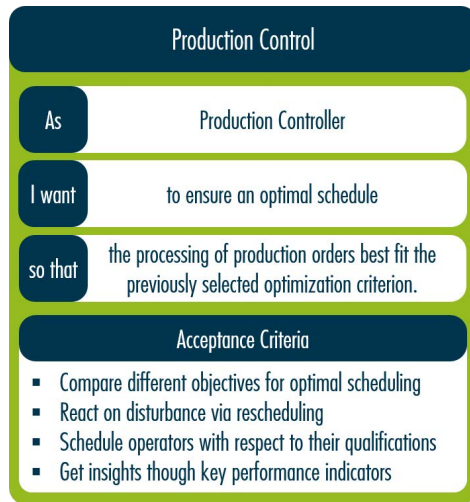 Production Control
As
Production Controller
I want
to ensure an optimal schedule
so that
the processing of production orders best fit the
previously selected optimization criterion.
Acceptance Criteria
▪ Compare different objectives for optimal scheduling
▪ React on disturbance via rescheduling
▪ Schedule operators with respect to their qualifications
▪ Get insights though key performance indicators